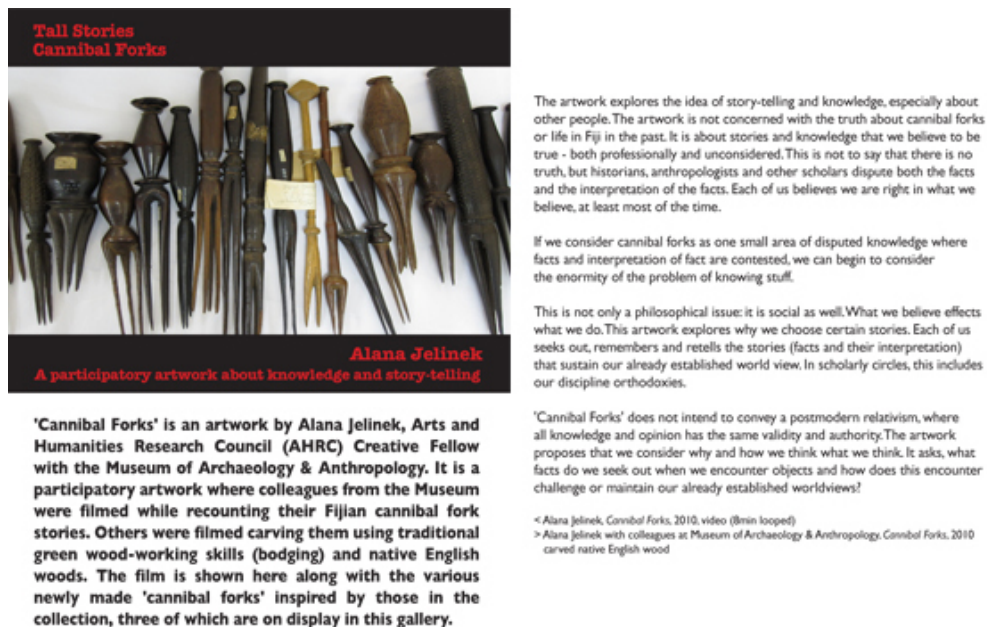 Tall Stories
Cannibal Forks
Alana Jelinek
A participatory artwork about knowledge and story-telling
'Cannibal Forks' is an artwork by Alana Jelinek, Arts and
Humanities Research Council (AHRC) Creative Fellow
with the Museum of Archaeology & Anthropology. It is a
participatory artwork where colleagues from the Museum
were filmed while recounting their Fijian cannibal fork
stories. Others were filmed carving them using traditional
green wood-working skills (bodging) and native English
woods. The film is shown here along with the various
newly made 'cannibal forks' inspired by those in the
collection, three of which are on display in this gallery.
The artwork explores the idea of story-telling and knowledge, especially about
other people. The artwork is not concerned with the truth about cannibal forks
or life in Fiji in the past. It is about stories and knowledge that we believe to be
true - both professionally and unconsidered. This is not to say that there is no
truth, but historians, anthropologists and other scholars dispute both the facts
and the interpretation of the facts. Each of us believes we are right in what we
believe, at least most of the time.
If we consider cannibal forks as one small area of disputed knowledge where
facts and interpretation of fact are contested, we can begin to consider
the enormity of the problem of knowing stuff.
This is not only a philosophical issue: it is social as well. What we believe effects
what we do. This artwork explores why we choose certain stories. Each of us
seeks out, remembers and retells the stories (facts and their interpretation)
that sustain our already established world view. In scholarly circles, this includes
our discipline orthodoxies.
'Cannibal Forks' does not intend to convey a postmodern relativism, where
all knowledge and opinion has the same validity and authority. The artwork
proposes that we consider why and how we think what we think. It asks, what
facts do we seek out when we encounter objects and how does this encounter
challenge or maintain our already established worldviews?
< Alana Jelinek, Cannibal Forks, 2010, video (8min looped)
> Alana Jelinek with colleagues at Museum of Archaeology & Anthropology, Cannibal Forks, 2010
carved native English wood